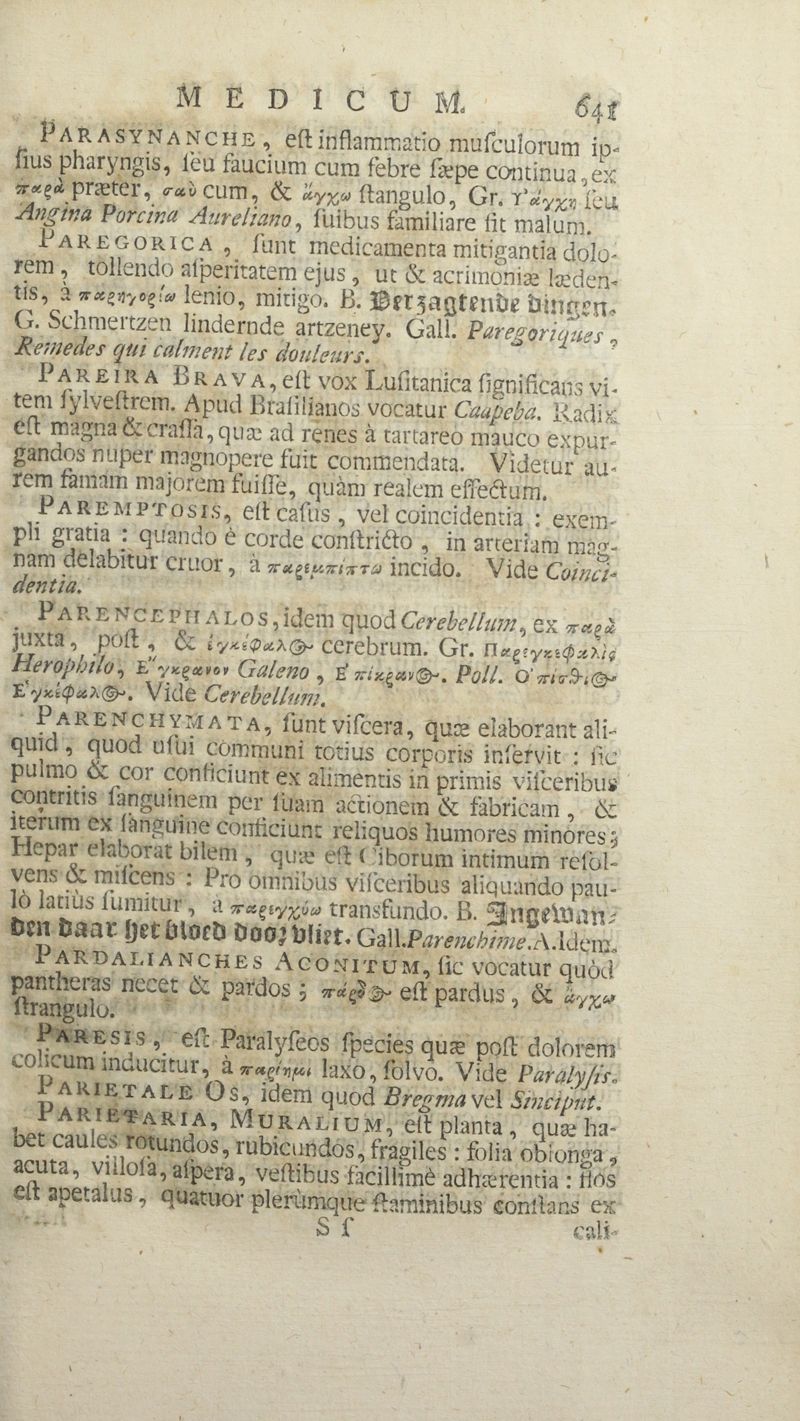 MEDICUM. 641
PARASYNANCHE, eſt inflammatio muſculorum ip-
ſius pharyngis, ſeu faucium cum febre ſæpe continua, ex
παρὰ præter, σὺν cum, & ἄγχω ſtangulo, Gr. Ὑάγχη ſeu
Angina Porcina Aureliano, ſuibus familiare ſit malum.
PAREGORICA, ſunt medicamenta mitigantia dolo-
rem, tollendo aſperitatem ejus, ut & acrimoniæ læden-
tis, à παρηγορέω lenio, mitigo. B. Verzagtende dingen.
G. Schmertzen lindernde artzeney. Gall. Paregoriques,
Remedes qui calment les douleurs.
PAREIRA BRAVA, eſt vox Luſitanica ſignificans vi-
tem ſylveſtrem. Apud Braſilianos vocatur Caapeba. Radix
eſt magna & craſſa, quæ ad renes à tartareo mauco expur-
gandos nuper magnopere fuit commendata. Videtur au-
rem famam majorem fuiſſe, quàm realem effectum.
PAREMPTOSIS, eſt caſus, vel coincidentia : exem-
pli gratia : quando è corde conſtricto, in arteriam mag-
nam delabitur cruor, à παρεμπίπτω incido. Vide Coinci-
dentia.
PARENCEPHALOS, idem quod Cerebellum, ex παρὰ
juxta, poſt, & ἐγκέφαλος cerebrum. Gr. Παρεγκεφαλὶς
Herophilo, Ἔγκρανον Galeno, Ἐπίκρανος. Poll. Ὀπίσθιος
Ἐγκέφαλος. Vide Cerebellum.
PARENCHYMATA, ſunt viſcera, quæ elaborant ali-
quid, quod uſui communi totius corporis inſervit : ſic
pulmo & cor conficiunt ex alimentis in primis viſceribus
contritis ſanguinem per ſuam actionem & fabricam, &
iterum ex ſanguine conficiunt reliquos humores minores;
Hepar elaborat bilem, quæ eſt Ciborum intimum reſol-
vens & miſcens : Pro omnibus viſceribus aliquando pau-
lò latius ſumitur, à παρεγχύω transfundo. B. Ingewan-
den daar het bloed dooz vliet. Gall. Parenchime. A. Idem.
PARDALIANCHES ACONITUM, ſic vocatur quòd
pantheras necet & pardos; πάρδος eſt pardus, & ἄγχω
ſtrangulo.
PARESIS, eſt Paralyſeos ſpecies quæ poſt dolorem
colicum inducitur, à παρίημι laxo, ſolvo. Vide Paralyſis.
PARIETALE OS, idem quod Bregma vel Sinciput.
PARIETARIA, MURALIUM, eſt planta, quæ ha-
bet caules rotundos, rubicundos, fragiles : folia oblonga,
acuta, villoſa, aſpera, veſtibus facillimè adhærentia : flos
eſt apetalus, quatuor plerùmque ſtaminibus conſtans ex
S ſ cali-